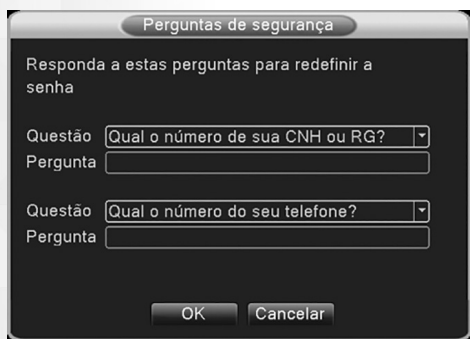 Perguntas de segurança
Responda a estas perguntas para redefinir a
senha
Questão Qual o número de sua CNH ou RG?
Pergunta
Questão Qual o número do seu telefone?
Pergunta
OK Cancelar